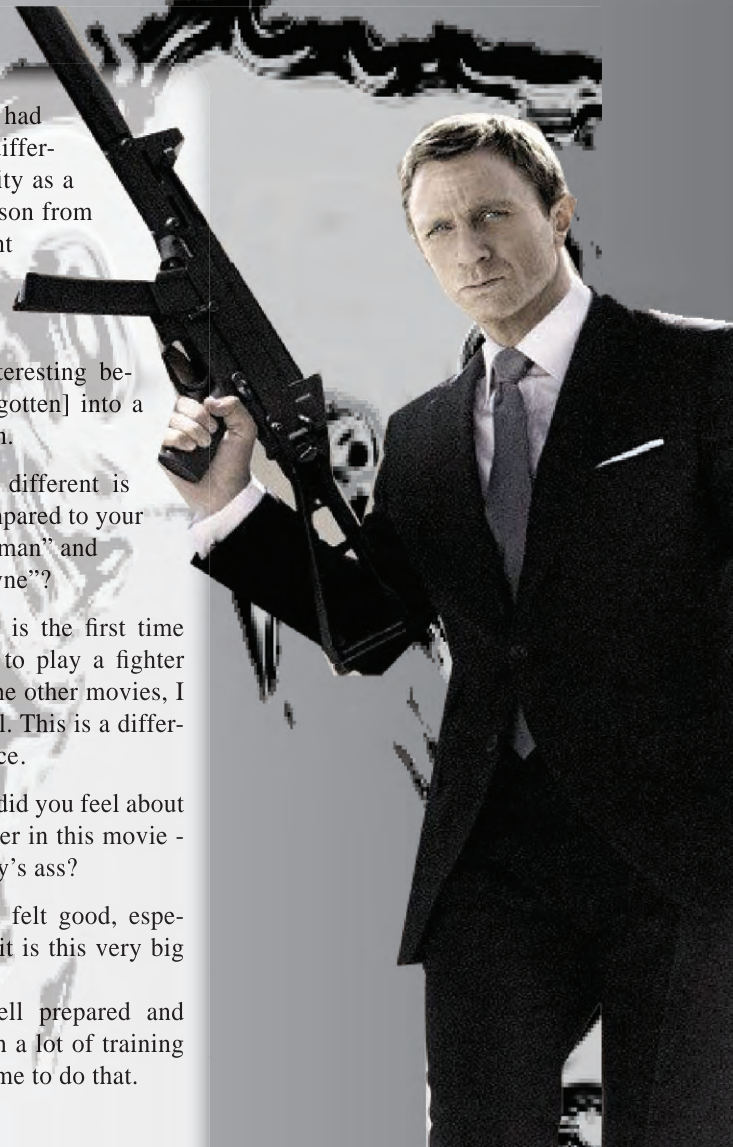 had
iffer-
ity as a
son from
nt
teresting be-
gotten] into a
n.
different is
mpared to your
man” and
yne”?
is the first time
to play a fighter
ne other movies, I
l. This is a differ-
ce.
did you feel about
er in this movie -
y’s ass?
felt good, espe-
it is this very big
ell prepared and
n a lot of training
me to do that.